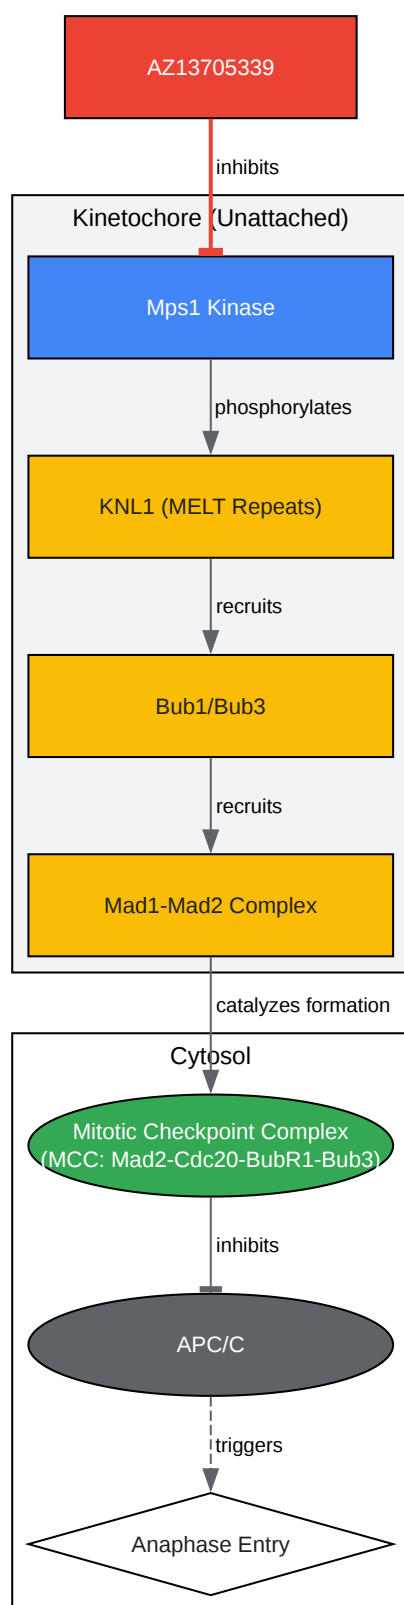 AZ13705339
inhibits
Kinetochore (Unattached)
Mps1 Kinase
phosphorylates
KNL1 (MELT Repeats)
recruits
Bub1/Bub3
recruits
Mad1-Mad2 Complex
catalyzes formation
Cytosol
Mitotic Checkpoint Complex
(MCC: Mad2-Cdc20-BubR1-Bub3)
inhibits
APC/C
triggers
Anaphase Entry